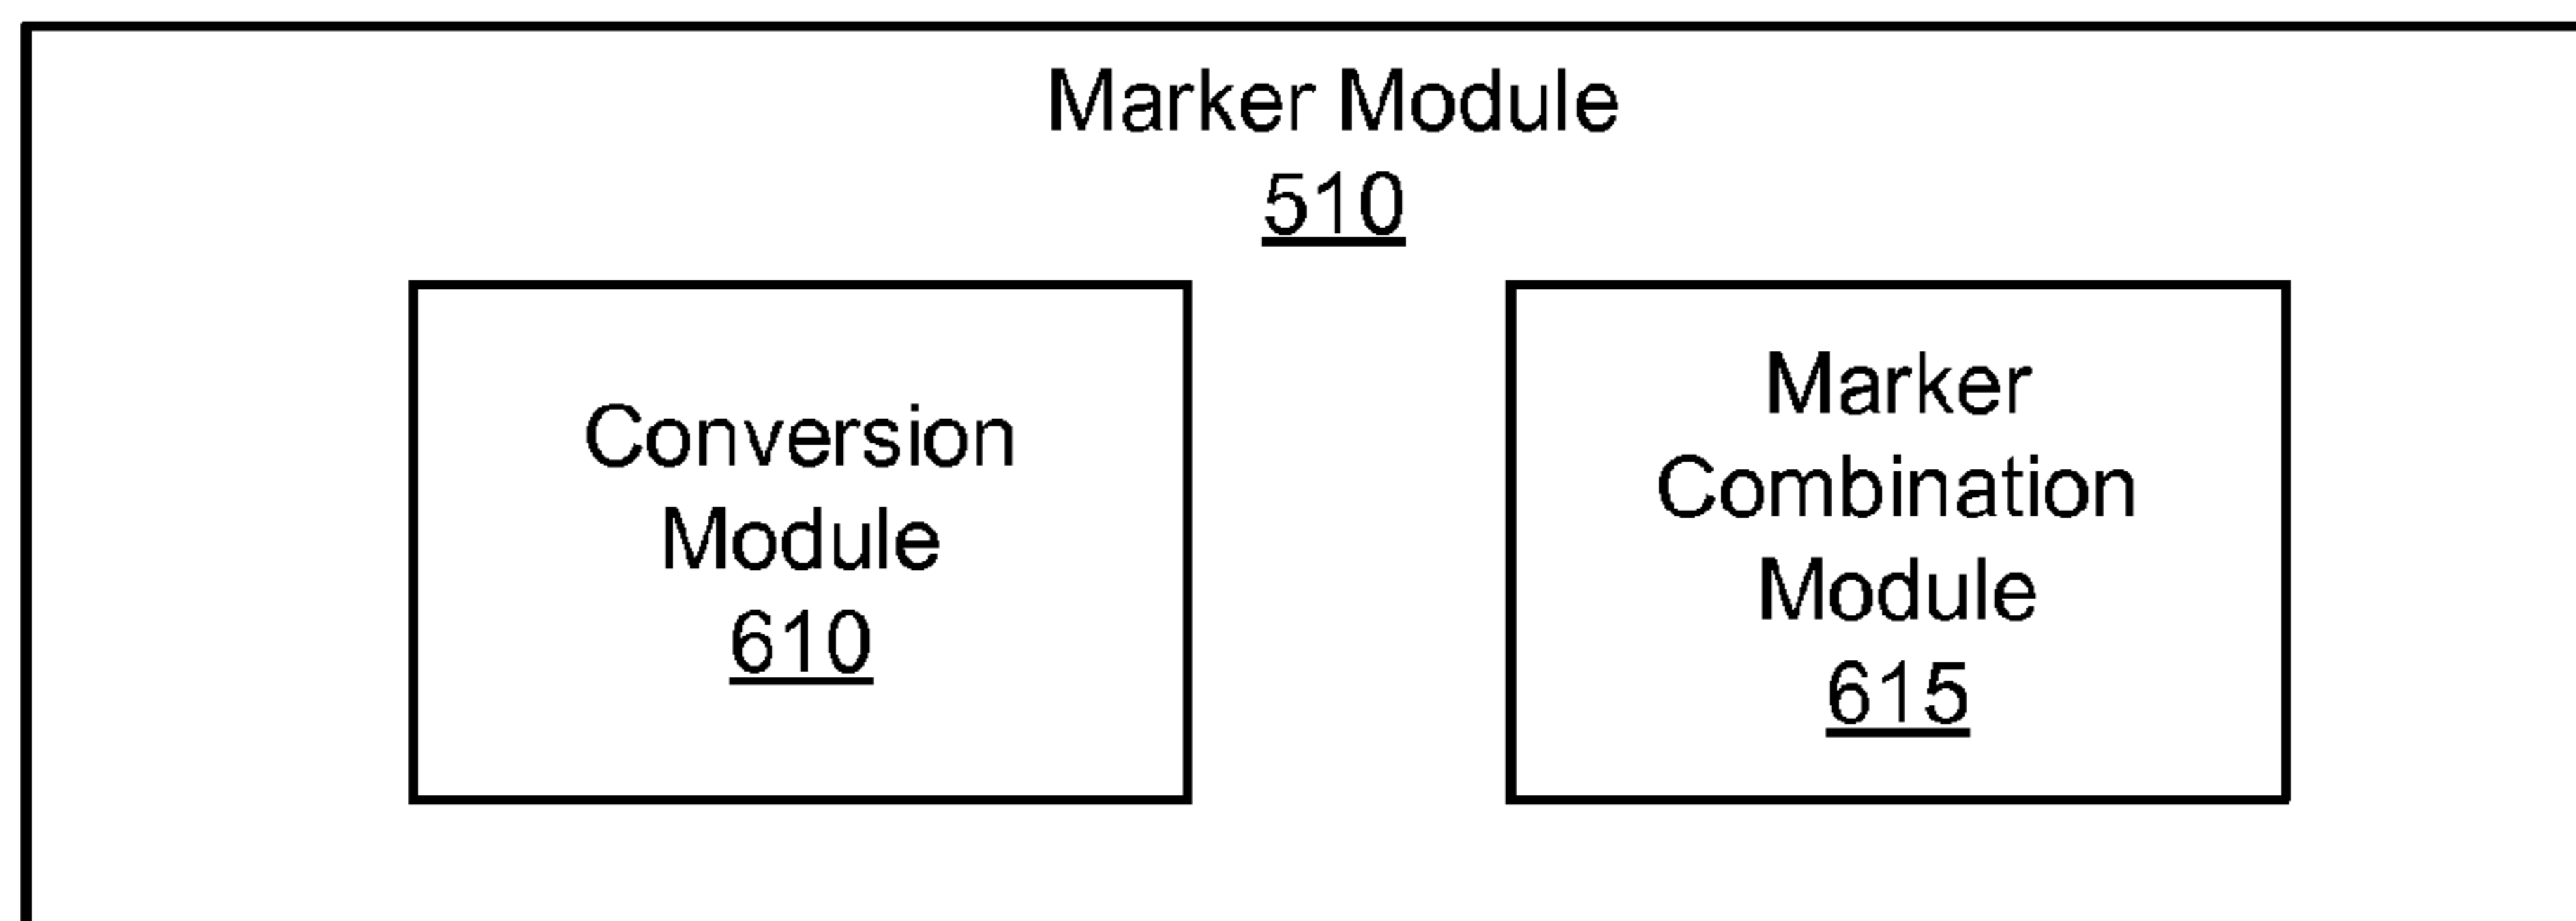 Marker Module
510
Conversion
Module
610
Marker
Combination
Module
615